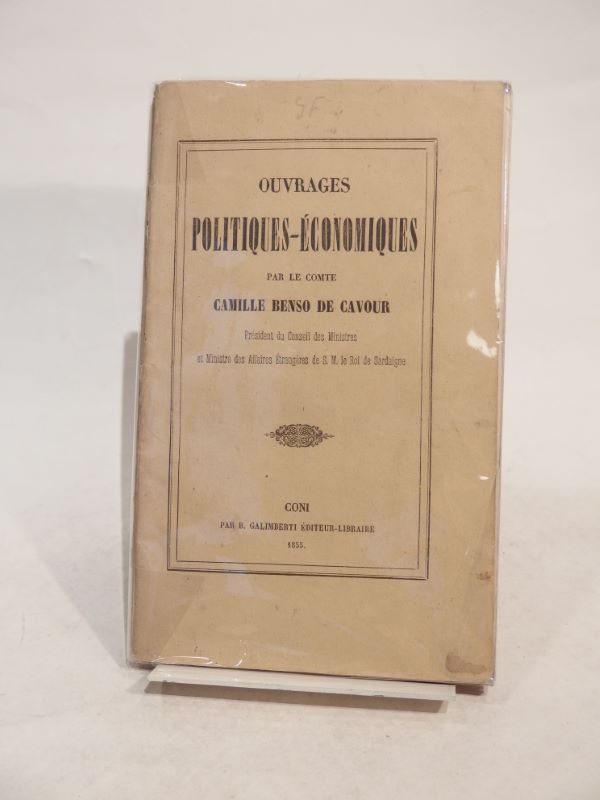 OUVRAGES
POLITIQUES-ÉCONOMIQUES
PAR LE COMTE
CAMILLE BENSO DE CAVOUR
Président du Conseil des Ministres
et Ministre des Affaires Étrangères de S. M. le Roi de Sardaigne
CONI
PAR B. GALIMBERTI ÉDITEUR-LIBRAIRE
1855.